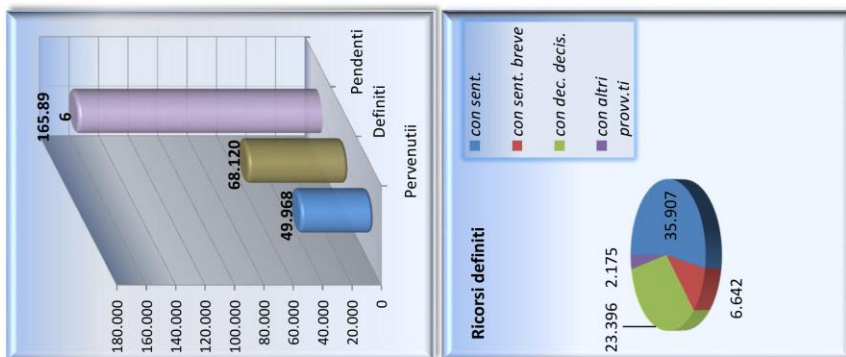 180.000
160.000
140.000
120.000
100.000
80.000
60.000
40.000
20.000
0
49.968
68.120
165.89
6
Pervenutii
Definiti
Pendenti
Ricorsi definiti
23.396
2.175
35.907
6.642
con sent.
con sent. breve
con dec. decis.
con altri
provv.ti